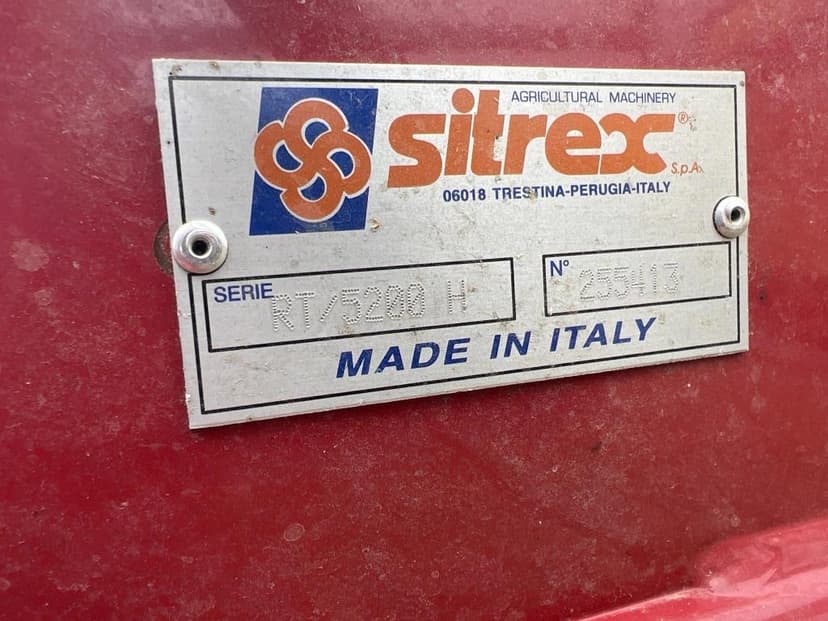 AGRICULTURAL MACHINERY
sitrex® S.p.A.
06018 TRESTINA-PERUGIA-ITALY
SERIE RT/5200 H
N° 255413
MADE IN ITALY